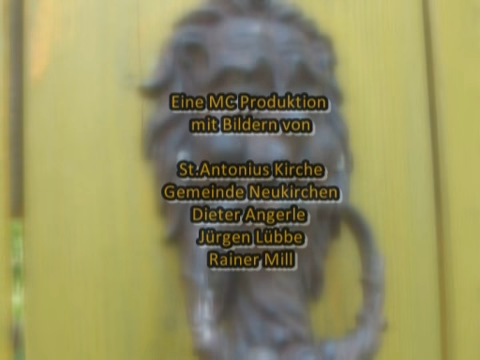 Eine MC Produktion
mit Bildern von
St.Antonius Kirche
Gemeinde Neukirchen
Dieter Angerle
Jürgen Lübbe
Rainer Mill